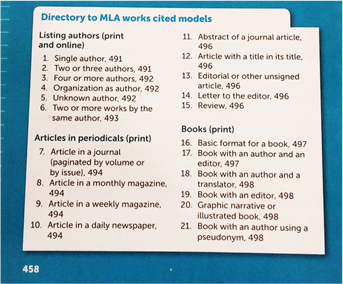 Directory to MLA works cited models
Listing authors (print
and online)
1. Single author, 491
2. Two or three authors, 491
3. Four or more authors, 492
4. Organization as author, 492
5. Unknown author, 492
6. Two or more works by the
same author, 493
Articles in periodicals (print)
7. Article in a journal
(paginated by volume or
by issue), 494
8. Article in a monthly magazine,
494
9. Article in a weekly magazine,
494
10. Article in a daily newspaper,
494
11. Abstract of a journal article,
496
12. Article with a title in its title,
496
13. Editorial or other unsigned
article, 496
14. Letter to the editor, 496
15. Review, 496
Books (print)
16. Basic format for a book, 497
17. Book with an author and an
editor, 497
18. Book with an author and a
translator, 498
19. Book with an editor, 498
20. Graphic narrative or
illustrated book, 498
21. Book with an author using a
pseudonym, 498
458